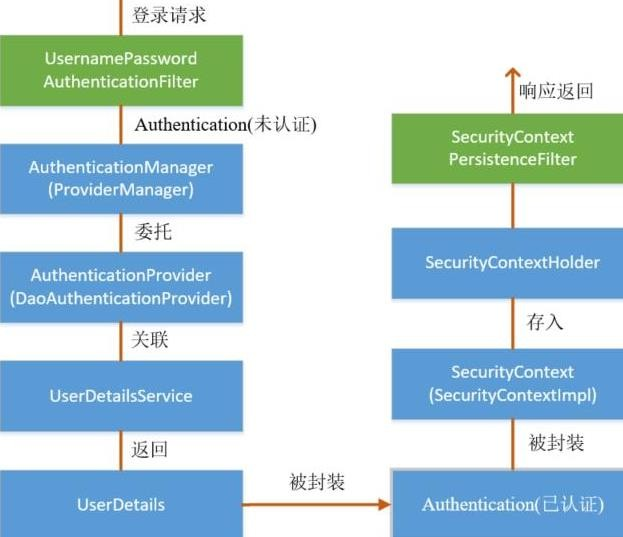 登录请求
UsernamePassword
AuthenticationFilter
Authentication(未认证)
AuthenticationManager
(ProviderManager)
委托
AuthenticationProvider
(DaoAuthenticationProvider)
关联
UserDetailsService
返回
UserDetails
被封装
Authentication(已认证)
被封装
SecurityContext
(SecurityContextImpl)
存入
SecurityContextHolder
SecurityContext
PersistenceFilter
响应返回